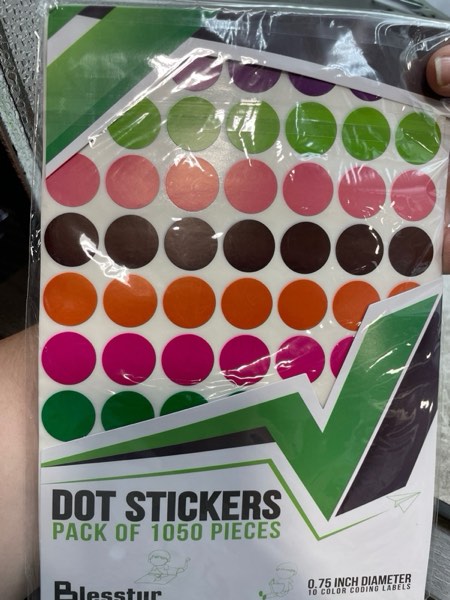 DOT STICKERS
PACK OF 1050 PIECES
Blesstur
0.75 INCH DIAMETER
10 COLOR CODING LABELS